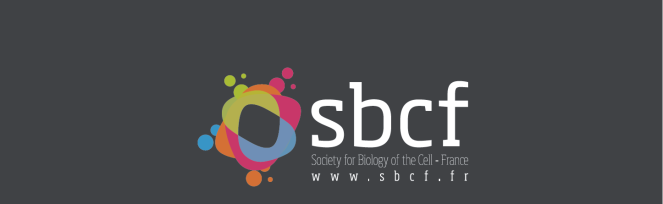 sbcf
Society for Biology of the Cell - France
www.sbcf.fr